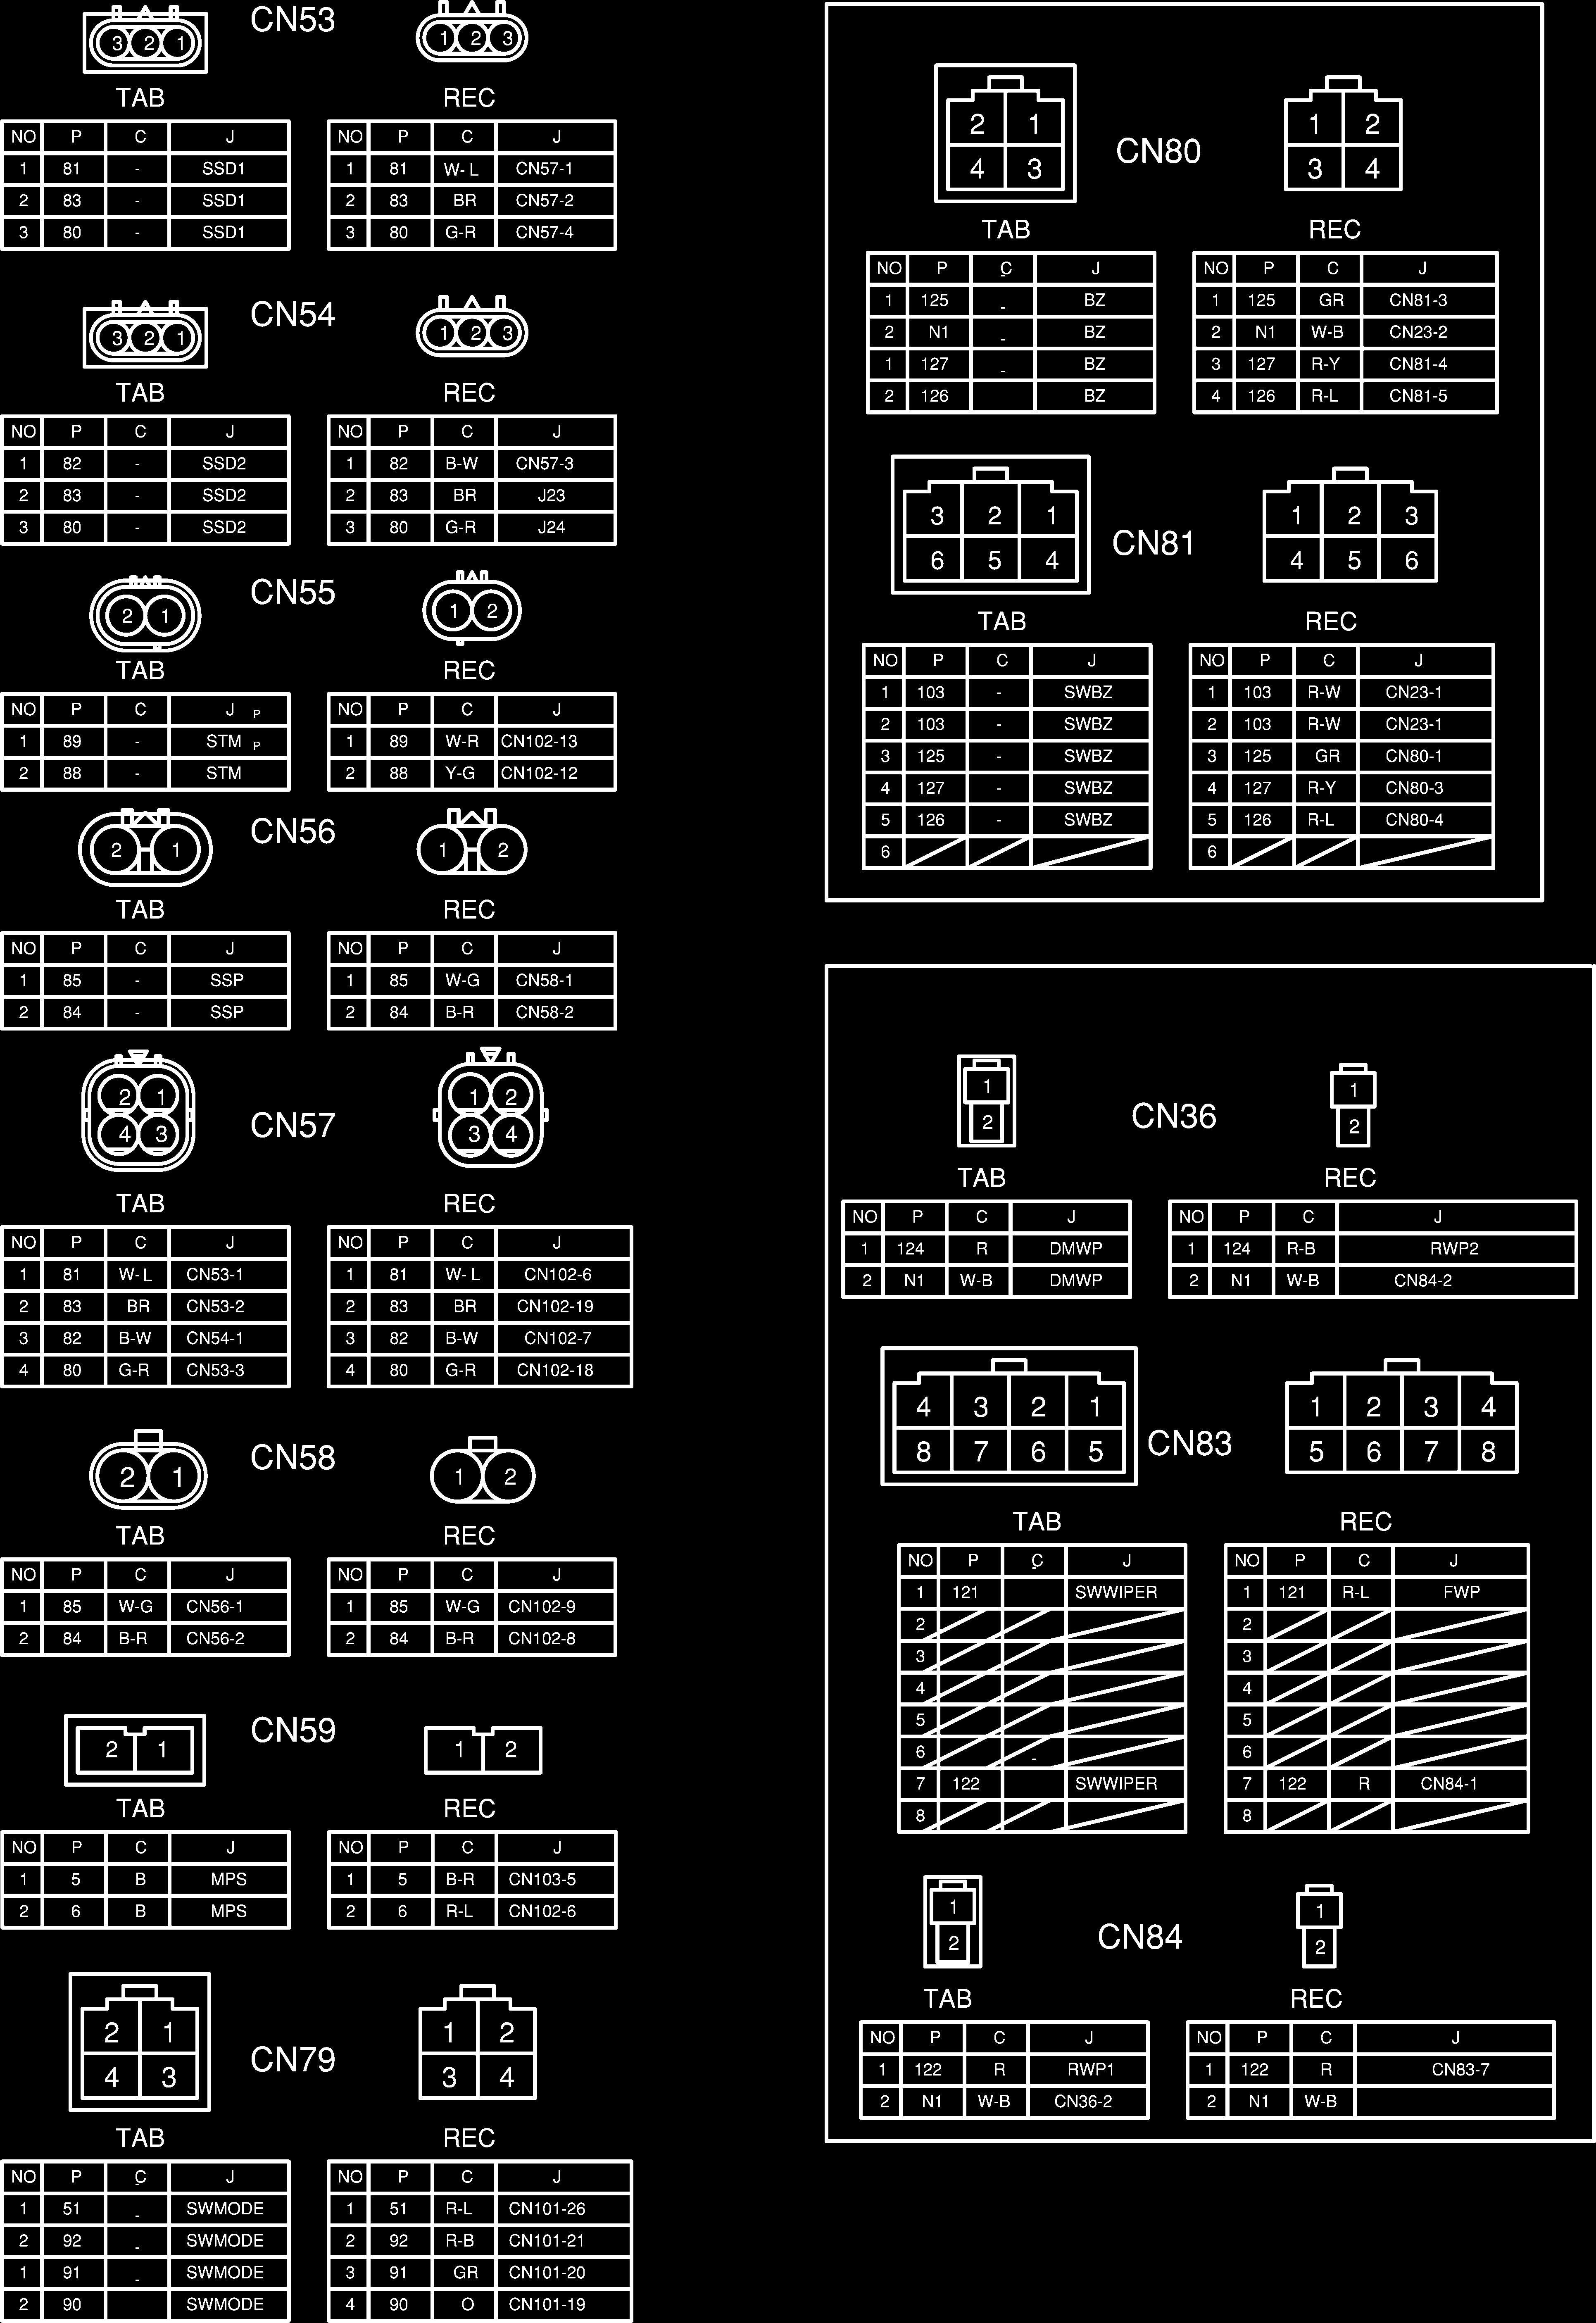 CN53
3 2 1
1 2 3
TAB REC
NO P C J
1 81 - SSD1
2 83 - SSD1
3 80 - SSD1
NO P C J
1 81 W-L CN57-1
2 83 BR CN57-2
3 80 G-R CN57-4
CN54
3 2 1
1 2 3
TAB REC
NO P C J
1 82 - SSD2
2 83 - SSD2
3 80 - SSD2
NO P C J
1 82 B-W CN57-3
2 83 BR J23
3 80 G-R J24
CN55
2 1
1 2
TAB REC
NO P C J P
1 89 - STM P
2 88 - STM
NO P C J
1 89 W-R CN102-13
2 88 Y-G CN102-12
CN56
2 1
1 2
TAB REC
NO P C J
1 85 - SSP
2 84 - SSP
NO P C J
1 85 W-G CN58-1
2 84 B-R CN58-2
2 1
4 3
CN57
1 2
3 4
TAB REC
NO P C J
1 81 W-L CN53-1
2 83 BR CN53-2
3 82 B-W CN54-1
4 80 G-R CN53-3
NO P C J
1 81 W-L CN102-6
2 83 BR CN102-19
3 82 B-W CN102-7
4 80 G-R CN102-18
CN58
2 1
1 2
TAB REC
NO P C J
1 85 W-G CN56-1
2 84 B-R CN56-2
NO P C J
1 85 W-G CN102-9
2 84 B-R CN102-8
CN59
2 1
1 2
TAB REC
NO P C J
1 5 B MPS
2 6 B MPS
NO P C J
1 5 B-R CN103-5
2 6 R-L CN102-6
2 1
4 3
CN79
1 2
3 4
TAB REC
NO P C J
1 51 - SWMODE
2 92 - SWMODE
1 91 - SWMODE
2 90 SWMODE
NO P C J
1 51 R-L CN101-26
2 92 R-B CN101-21
3 91 GR CN101-20
4 90 O CN101-19
2 1
4 3
CN80
1 2
3 4
TAB REC
NO P C J
1 125 - BZ
2 N1 - BZ
1 127 - BZ
2 126 BZ
NO P C J
1 125 GR CN81-3
2 N1 W-B CN23-2
3 127 R-Y CN81-4
4 126 R-L CN81-5
3 2 1
6 5 4
CN81
1 2 3
4 5 6
TAB REC
NO P C J
1 103 - SWBZ
2 103 - SWBZ
3 125 - SWBZ
4 127 - SWBZ
5 126 - SWBZ
6
NO P C J
1 103 R-W CN23-1
2 103 R-W CN23-1
3 125 GR CN80-1
4 127 R-Y CN80-3
5 126 R-L CN80-4
6
1
2
CN36
1
2
TAB REC
NO P C J
1 124 R DMWP
2 N1 W-B DMWP
NO P C J
1 124 R-B RWP2
2 N1 W-B CN84-2
4 3 2 1
8 7 6 5
CN83
1 2 3 4
5 6 7 8
TAB REC
NO P C J
1 121 SWWIPER
2
3
4
5
6 -
7 122 SWWIPER
8
NO P C J
1 121 R-L FWP
2
3
4
5
6
7 122 R CN84-1
8
1
2
CN84
1
2
TAB REC
NO P C J
1 122 R RWP1
2 N1 W-B CN36-2
NO P C J
1 122 R CN83-7
2 N1 W-B